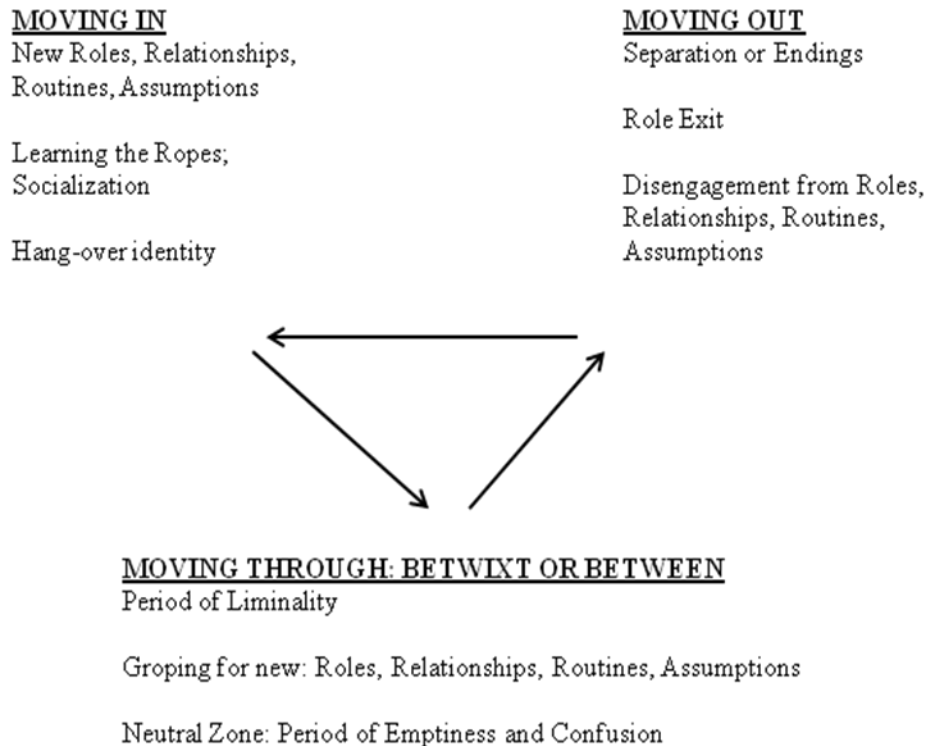 MOVING IN
New Roles, Relationships,
Routines, Assumptions
Learning the Ropes;
Socialization
Hang-over identity
MOVING OUT
Separation or Endings
Role Exit
Disengagement from Roles,
Relationships, Routines,
Assumptions
MOVING THROUGH: BETWIXT OR BETWEEN
Period of Liminality
Groping for new: Roles, Relationships, Routines, Assumptions
Neutral Zone: Period of Emptiness and Confusion